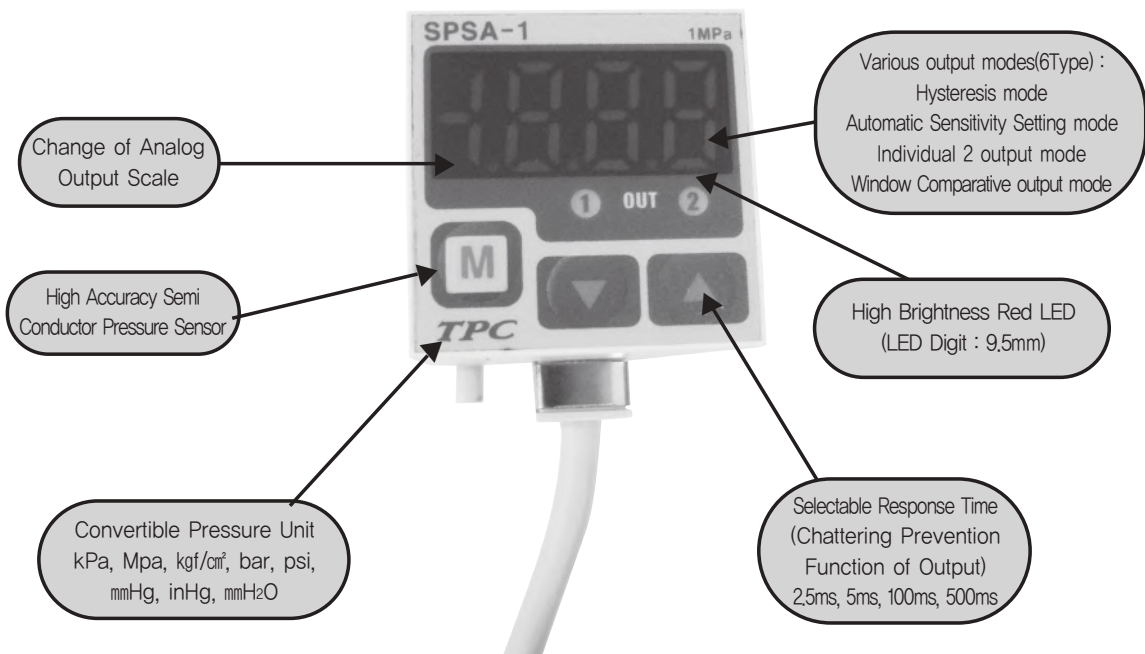 SPSA-1
1MPa
1 OUT 2
M
TPC
Change of Analog
Output Scale
High Accuracy Semi
Conductor Pressure Sensor
Convertible Pressure Unit
kPa, Mpa, kgf/㎠, bar, psi,
mmHg, inHg, mmH₂O
Various output modes(6Type) :
Hysteresis mode
Automatic Sensitivity Setting mode
Individual 2 output mode
Window Comparative output mode
High Brightness Red LED
(LED Digit : 9.5mm)
Selectable Response Time
(Chattering Prevention
Function of Output)
2.5ms, 5ms, 100ms, 500ms